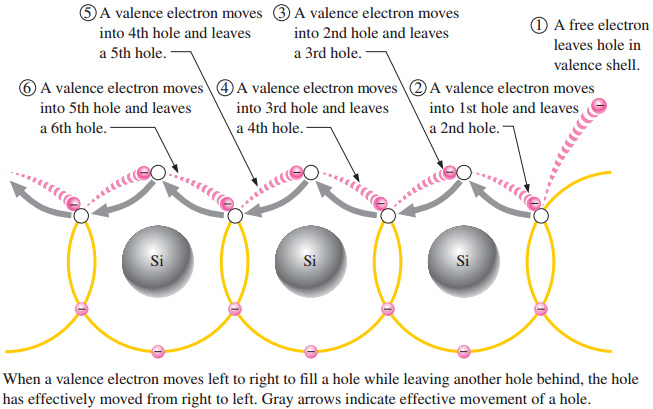 ⑤ A valence electron moves
into 4th hole and leaves
a 5th hole.
③ A valence electron moves
into 2nd hole and leaves
a 3rd hole.
① A free electron
leaves hole in
valence shell.
⑥ A valence electron moves
into 5th hole and leaves
a 6th hole.
④ A valence electron moves
into 3rd hole and leaves
a 4th hole.
② A valence electron moves
into 1st hole and leaves
a 2nd hole.
Si
Si
Si
When a valence electron moves left to right to fill a hole while leaving another hole behind, the hole
has effectively moved from right to left. Gray arrows indicate effective movement of a hole.